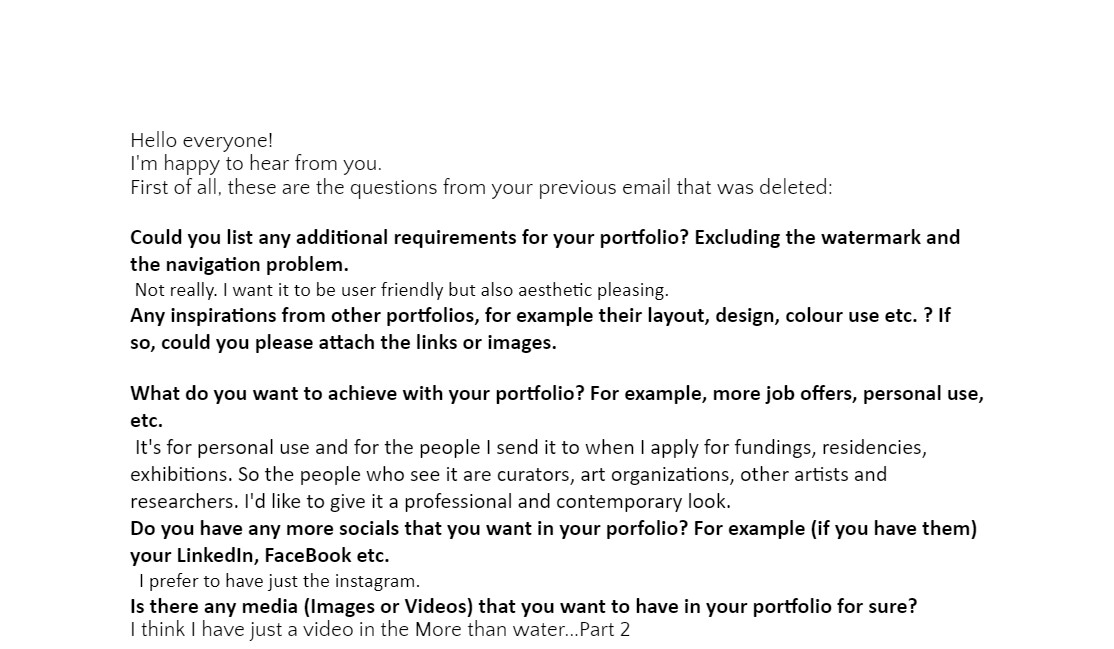 Hello everyone!
I'm happy to hear from you.
First of all, these are the questions from your previous email that was deleted:
Could you list any additional requirements for your portfolio? Excluding the watermark and
the navigation problem.
Not really. I want it to be user friendly but also aesthetic pleasing.
Any inspirations from other portfolios, for example their layout, design, colour use etc. ? If
so, could you please attach the links or images.
What do you want to achieve with your portfolio? For example, more job offers, personal use,
etc.
It's for personal use and for the people I send it to when I apply for fundings, residencies,
exhibitions. So the people who see it are curators, art organizations, other artists and
researchers. I'd like to give it a professional and contemporary look.
Do you have any more socials that you want in your porfolio? For example (if you have them)
your LinkedIn, FaceBook etc.
I prefer to have just the instagram.
Is there any media (Images or Videos) that you want to have in your portfolio for sure?
I think I have just a video in the More than water...Part 2